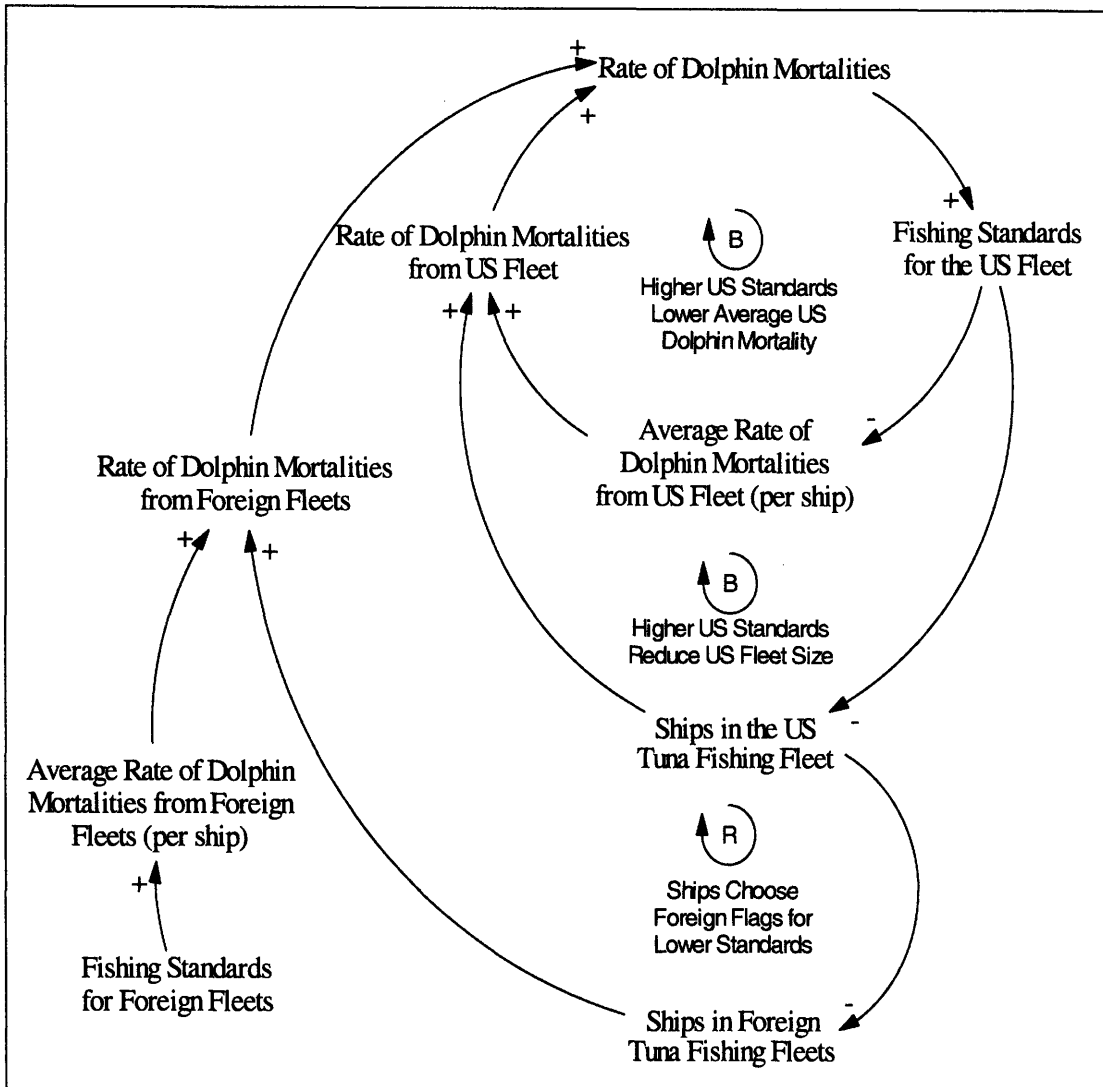 +
Rate of Dolphin Mortalities
+
+
Fishing Standards
for the US Fleet
Rate of Dolphin Mortalities
from US Fleet
B
Higher US Standards
Lower Average US
Dolphin Mortality
+
+
-
Average Rate of
Dolphin Mortalities
from US Fleet (per ship)
Rate of Dolphin Mortalities
from Foreign Fleets
+
+
B
Higher US Standards
Reduce US Fleet Size
-
Ships in the US
Tuna Fishing Fleet
Average Rate of Dolphin
Mortalities from Foreign
Fleets (per ship)
+
R
Ships Choose
Foreign Flags for
Lower Standards
Fishing Standards
for Foreign Fleets
-
Ships in Foreign
Tuna Fishing Fleets